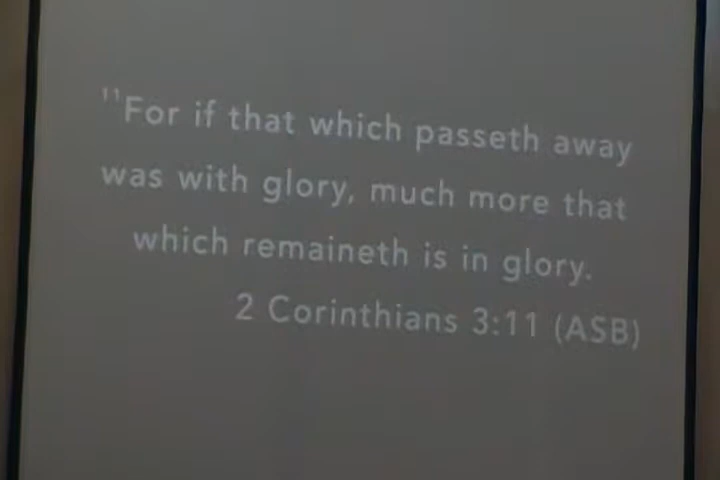 ¹¹For if that which passeth away
was with glory, much more that
which remaineth is in glory.
2 Corinthians 3:11 (ASB)